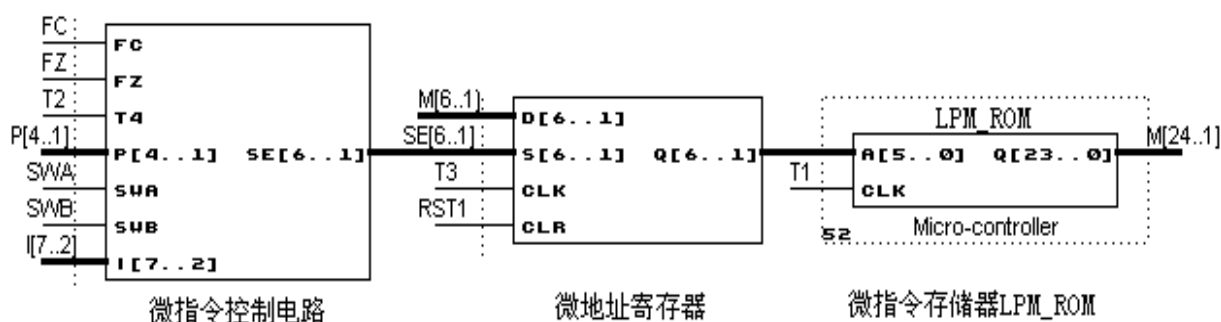 FC
FZ
T2
P[4..1]
SWA
SWB
I[7..2]
FC
FZ
T4
P[4..1] SE[6..1]
SWA
SWB
I[7..2]
微指令控制电路
M[6..1]
SE[6..1]
T3
RST1
D[6..1]
S[6..1] Q[6..1]
CLK
CLR
微地址寄存器
LPM_ROM
T1
A[5..0] Q[23..0]
CLK
M[24..1]
52
Micro-controller
微指令存储器LPM_ROM